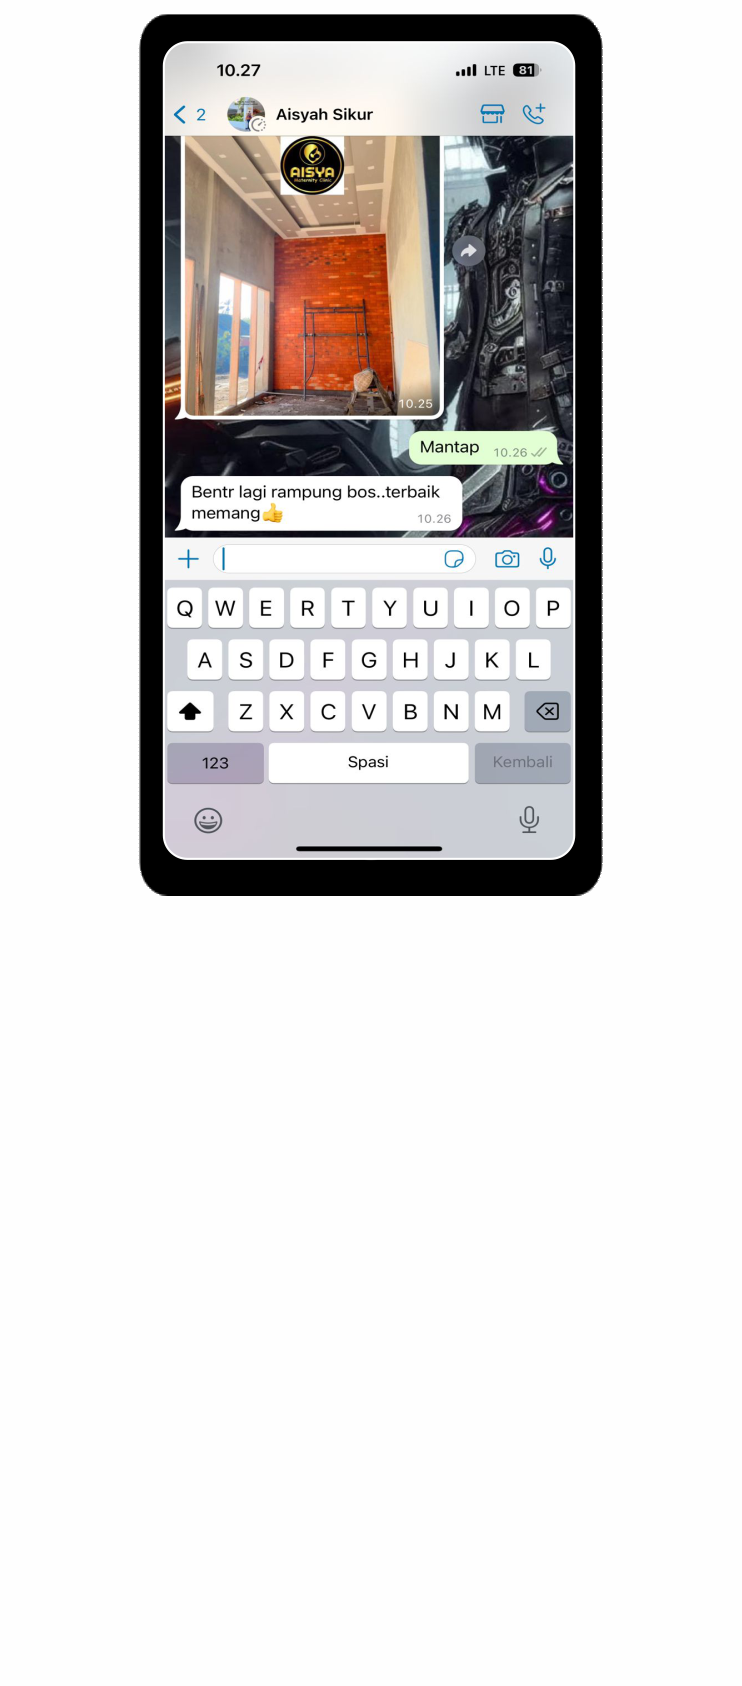 10.27
LTE 81
2 Aisyah Sikur
AISYA
Maternity Clinic
10.25
Mantap 10.26
Bentr lagi rampung bos..terbaik
memang👍 10.26
Q W E R T Y U I O P
A S D F G H J K L
Z X C V B N M
123 Spasi Kembali